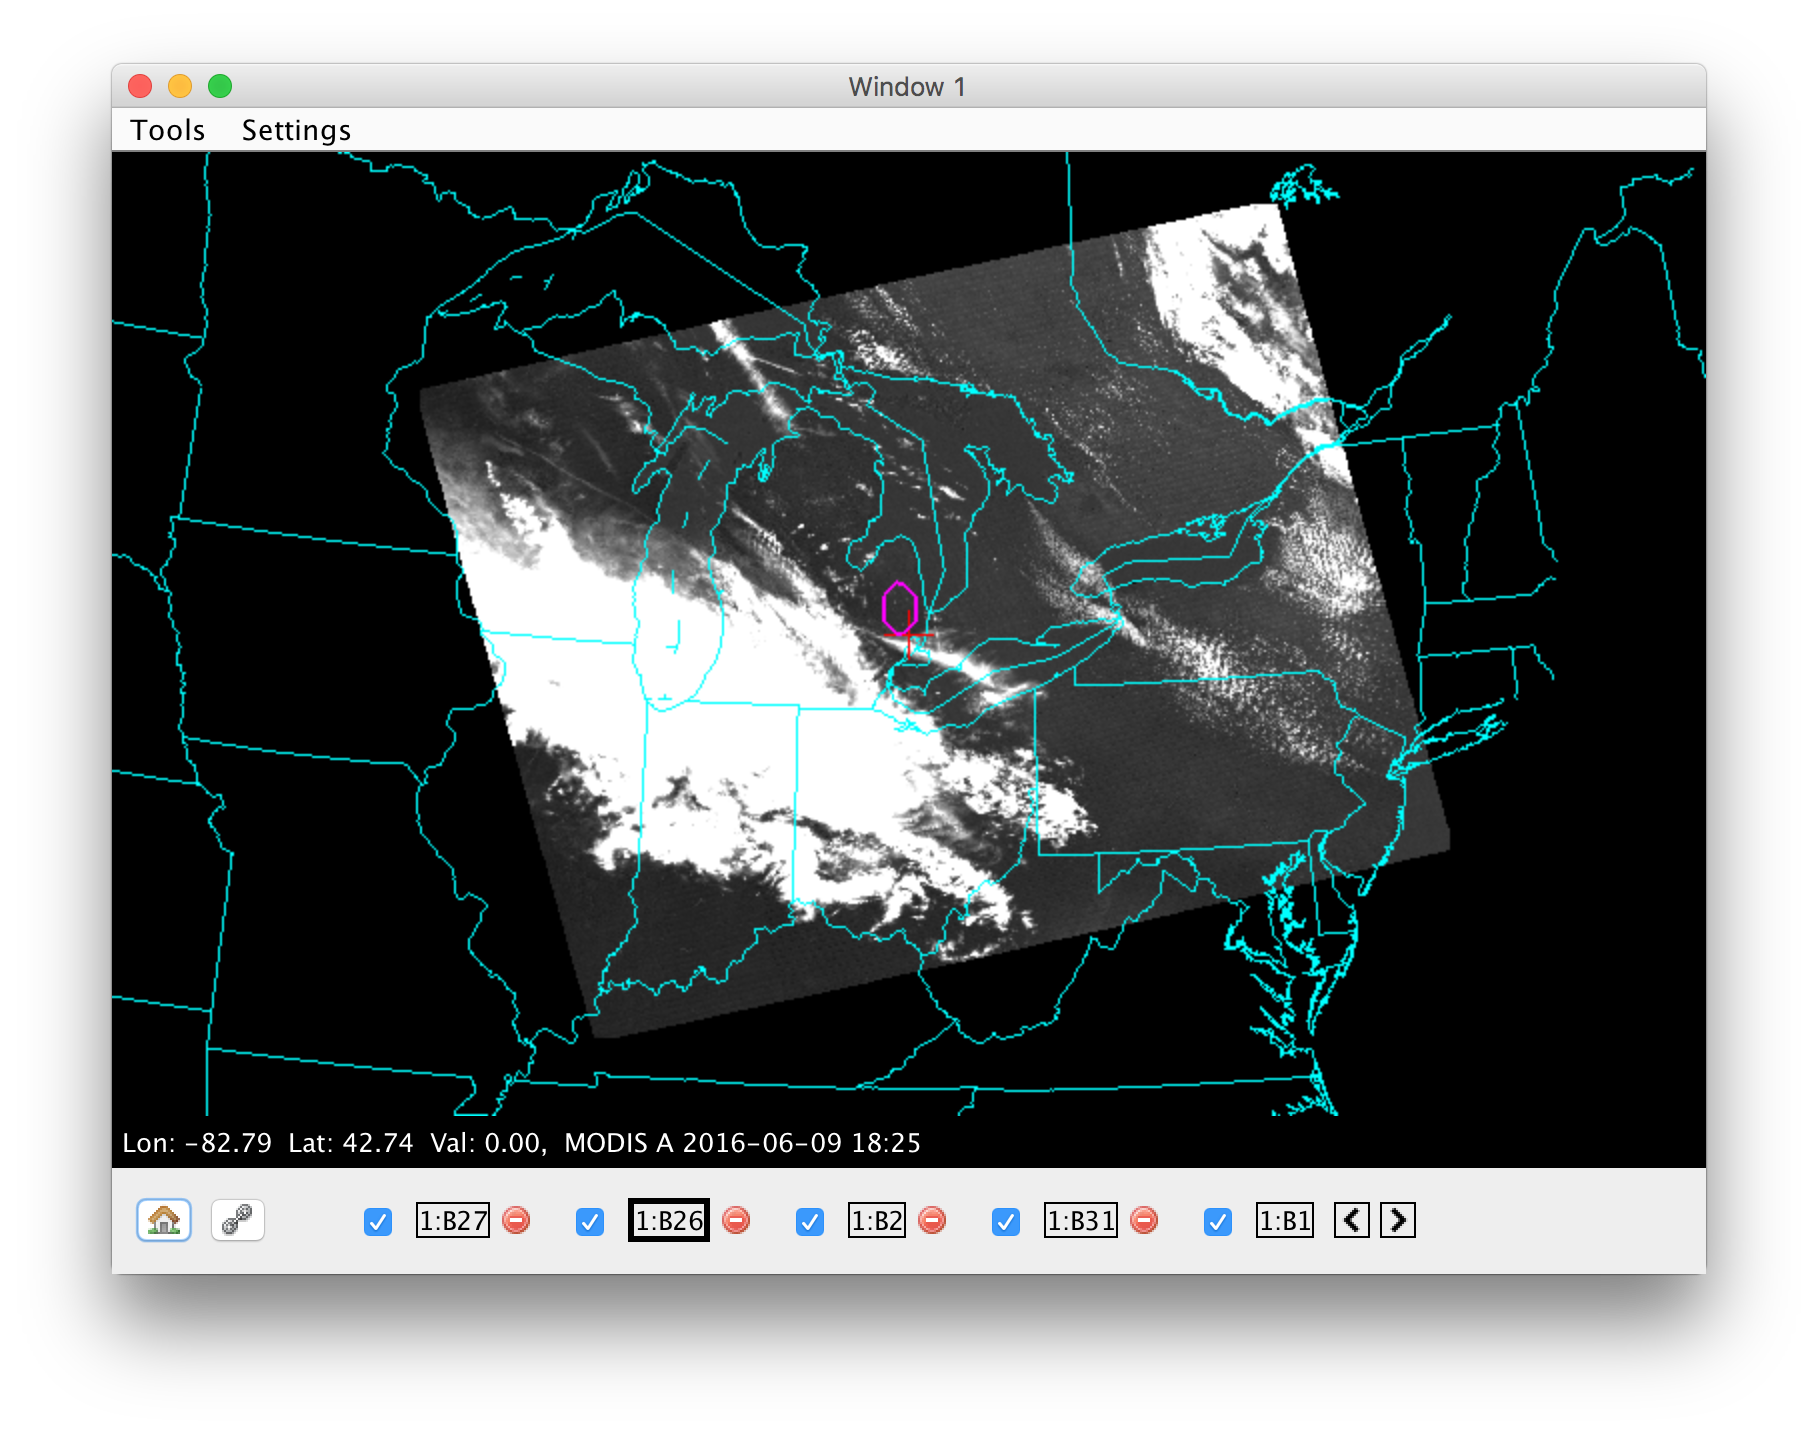 Window 1
Tools Settings
Lon: -82.79 Lat: 42.74 Val: 0.00, MODIS A 2016-06-09 18:25
1:B27 1:B26 1:B2 1:B31 1:B1